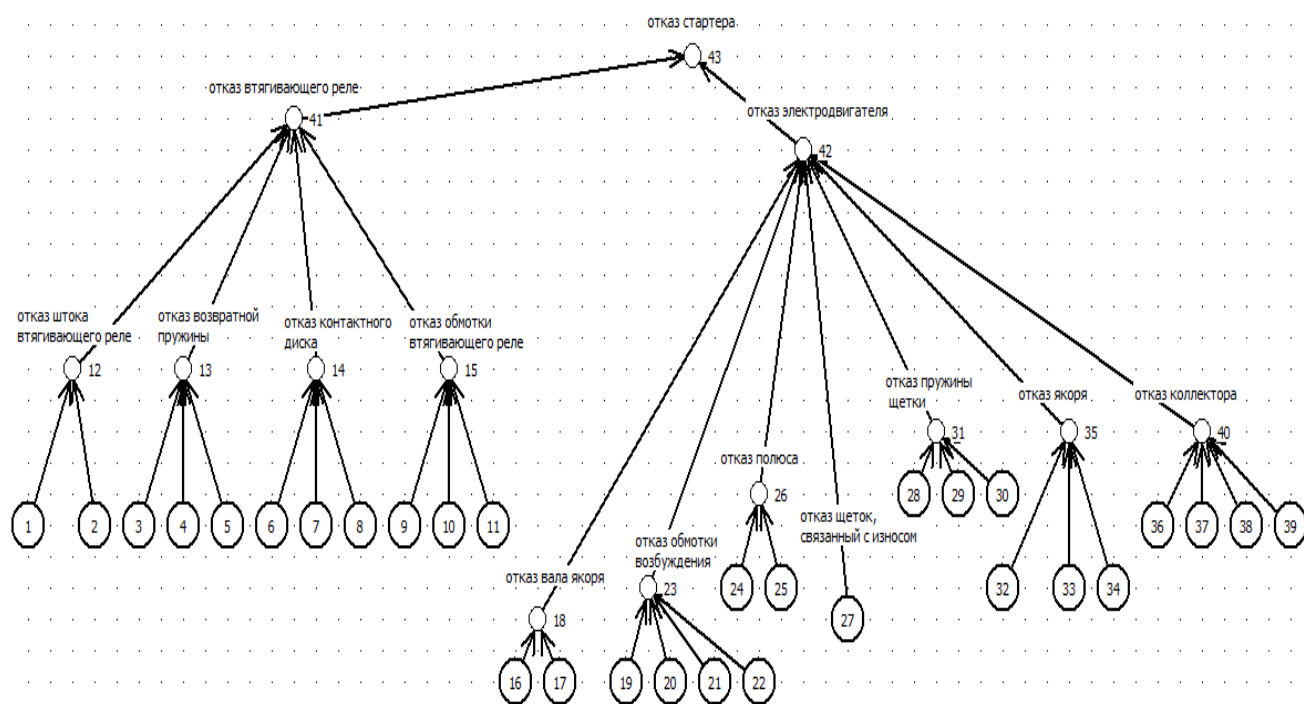 отказ стартера
43
отказ втягивающего реле
41
отказ электродвигателя
42
отказ штока
втягивающего реле
12
отказ возвратной
пружины
13
отказ контактного
диска
14
отказ обмотки
втягивающего реле
15
отказ пружины
щетки
31
отказ якоря
35
отказ коллектора
40
отказ полюса
26
28 29 30
1 2 3 4 5 6 7 8 9 10 11
36 37 38 39
отказ щеток,
связанный с износом
отказ обмотки
возбуждения
23
отказ вала якоря
18
24 25
27
32 33 34
16 17 19 20 21 22